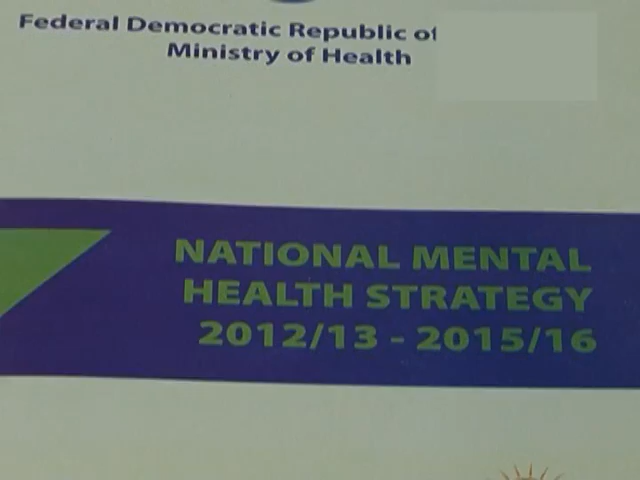 Federal Democratic Republic of
Ministry of Health
NATIONAL MENTAL
HEALTH STRATEGY
2012/13 - 2015/16